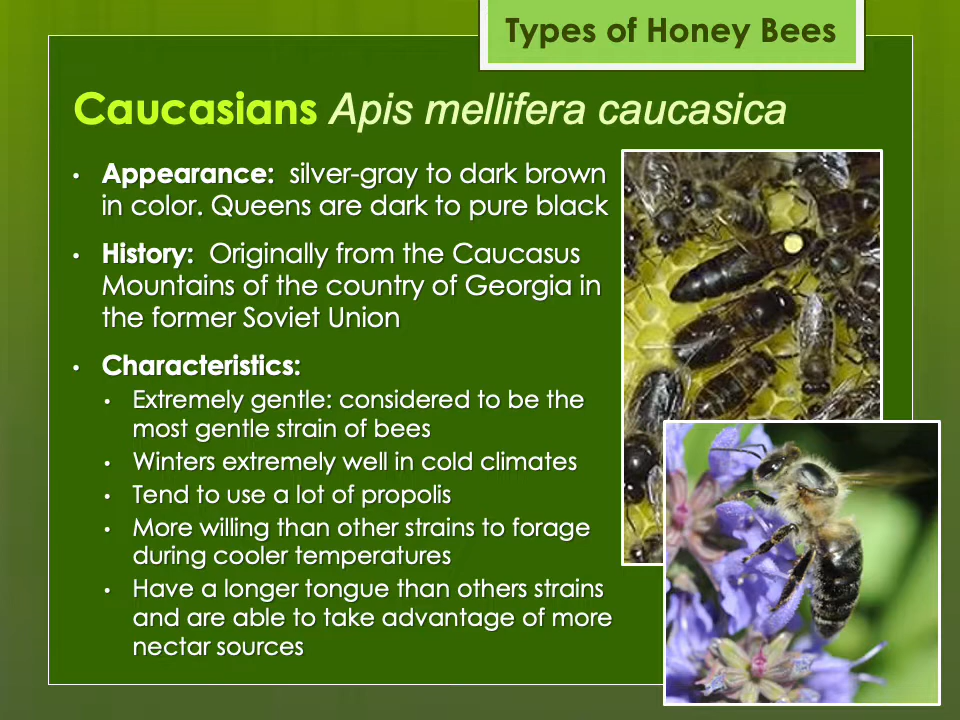 Types of Honey Bees
Caucasians Apis mellifera caucasica
• Appearance: silver-gray to dark brown
in color. Queens are dark to pure black
• History: Originally from the Caucasus
Mountains of the country of Georgia in
the former Soviet Union
• Characteristics:
• Extremely gentle: considered to be the
most gentle strain of bees
• Winters extremely well in cold climates
• Tend to use a lot of propolis
• More willing than other strains to forage
during cooler temperatures
• Have a longer tongue than others strains
and are able to take advantage of more
nectar sources